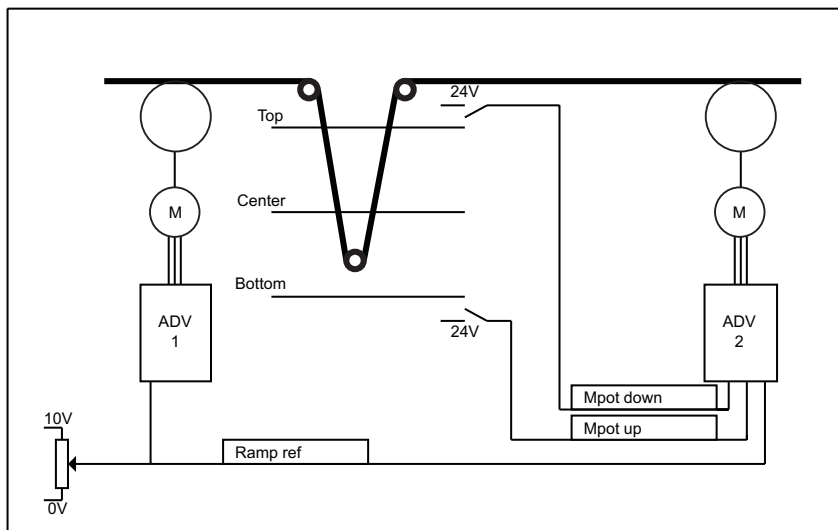 24V
Top
M
Center
M
Bottom
24V
ADV
1
ADV
2
Mpot down
Mpot up
10V
Ramp ref
0V